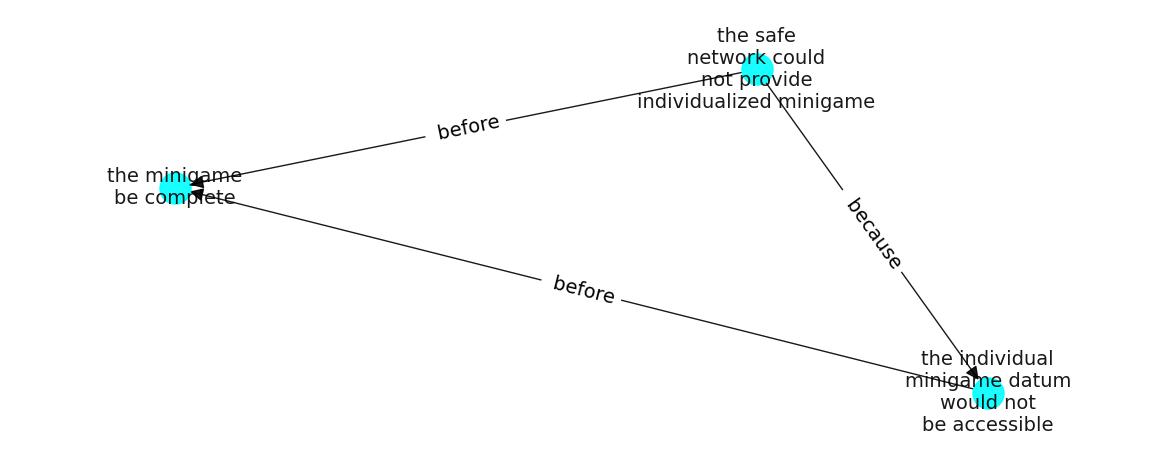 the safe
network could
not provide
individualized minigame
before
the minigame
be complete
because
before
the individual
minigame datum
would not
be accessible